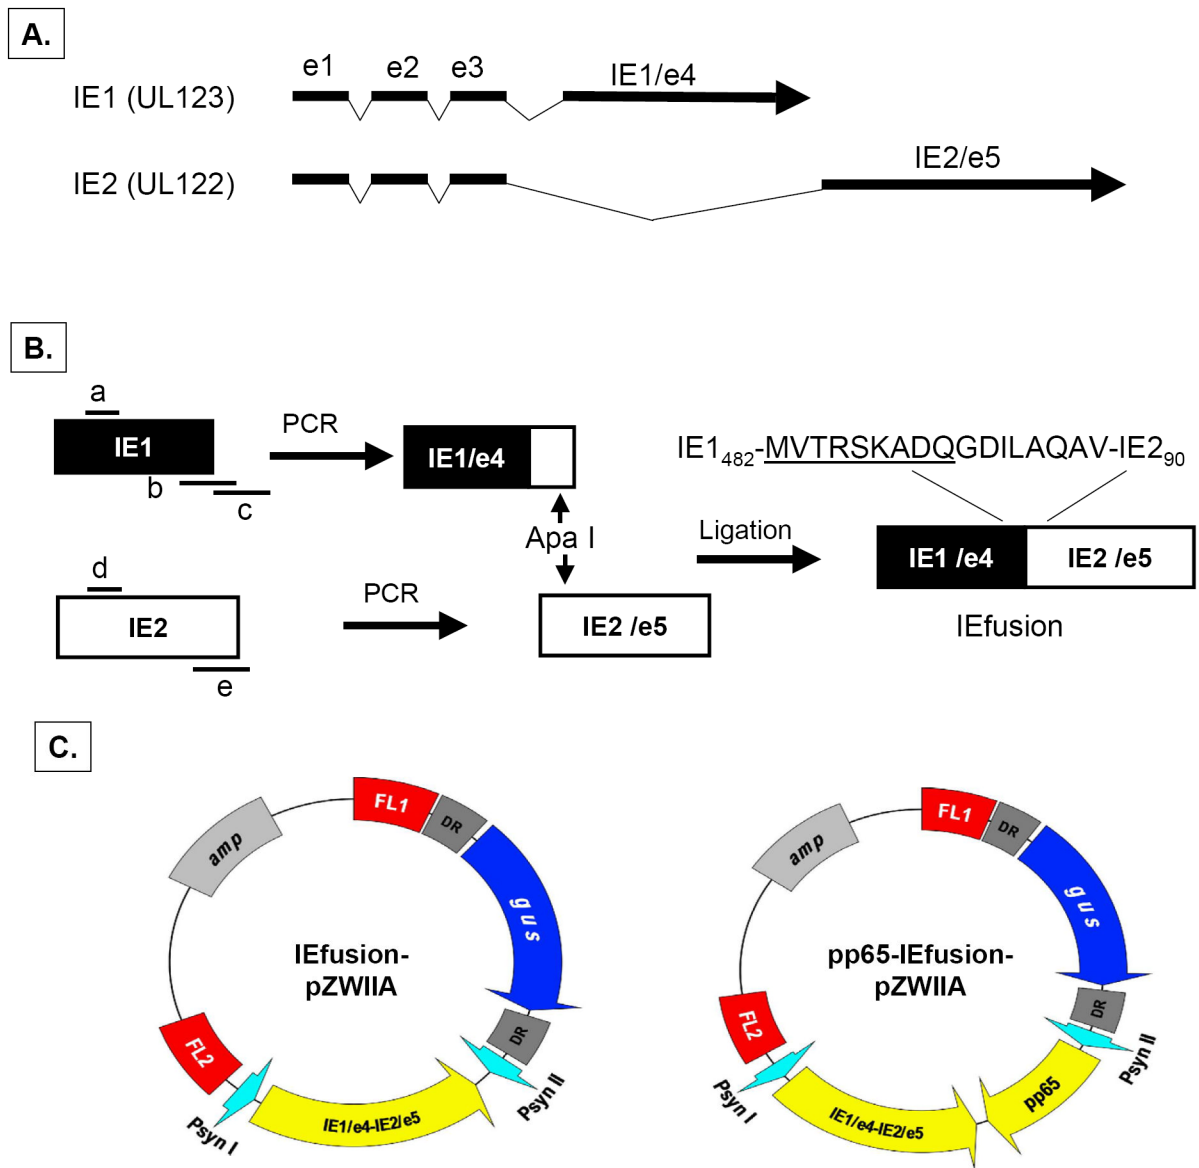 A.
e1 e2 e3 IE1/e4
IE1 (UL123)
IE2/e5
IE2 (UL122)
B.
a
IE1 PCR IE1/e4
b
c
IE1482-MVTRSKADQGDILAQAV-IE290
Apa I
Ligation
IE1 /e4 IE2 /e5
IEfusion
d
IE2 PCR IE2 /e5
e
C.
FL1
DR
gus
DR
Psyn II
IE1/e4-IE2/e5
Psyn I
FL2
amp
IEfusion-
pZWIIA
FL1
DR
gus
DR
Psyn II
pp65
IE1/e4-IE2/e5
Psyn I
FL2
amp
pp65-IEfusion-
pZWIIA